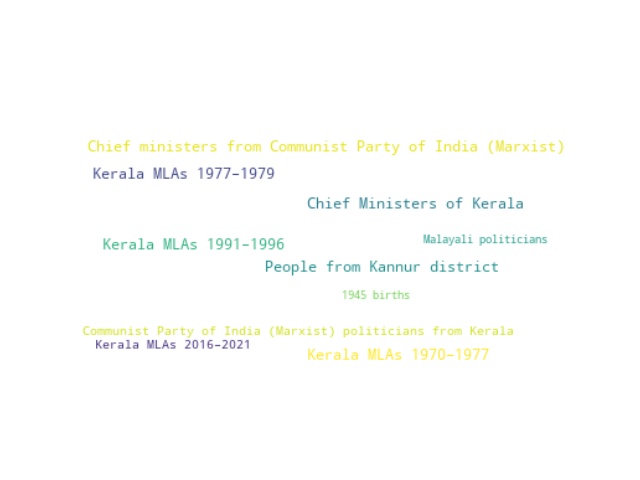 Chief ministers from Communist Party of India (Marxist)
Kerala MLAs 1977–1979
Chief Ministers of Kerala
Malayali politicians
Kerala MLAs 1991–1996
People from Kannur district
1945 births
Communist Party of India (Marxist) politicians from Kerala
Kerala MLAs 2016–2021
Kerala MLAs 1970–1977